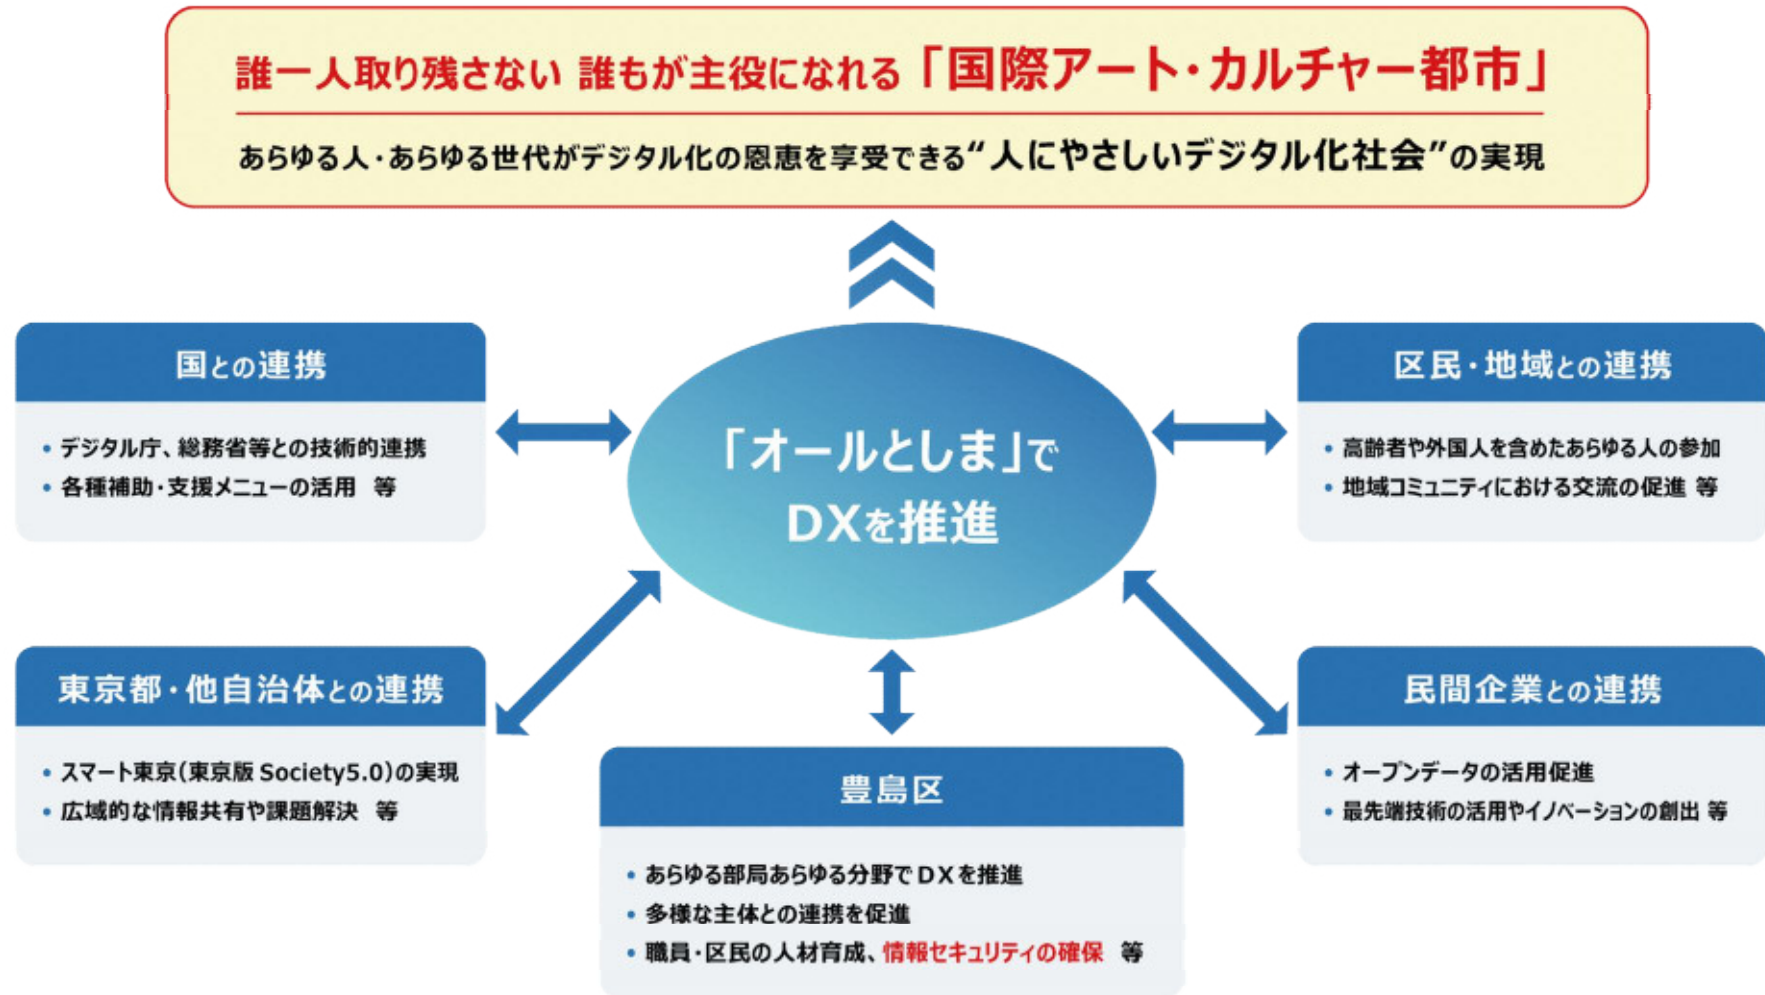 誰一人取り残さない 誰もが主役になれる「国際アート・カルチャー都市」
あらゆる人・あらゆる世代がデジタル化の恩恵を享受できる“人にやさしいデジタル化社会”の実現
国との連携
• デジタル庁、総務省等との技術的連携
• 各種補助・支援メニューの活用 等
「オールとしま」で
DXを推進
区民・地域との連携
• 高齢者や外国人を含めたあらゆる人の参加
• 地域コミュニティにおける交流の促進 等
東京都・他自治体との連携
• スマート東京(東京版 Society5.0)の実現
• 広域的な情報共有や課題解決 等
豊島区
• あらゆる部局あらゆる分野でDXを推進
• 多様な主体との連携を促進
• 職員・区民の人材育成、情報セキュリティの確保 等
民間企業との連携
• オープンデータの活用促進
• 最先端技術の活用やイノベーションの創出 等